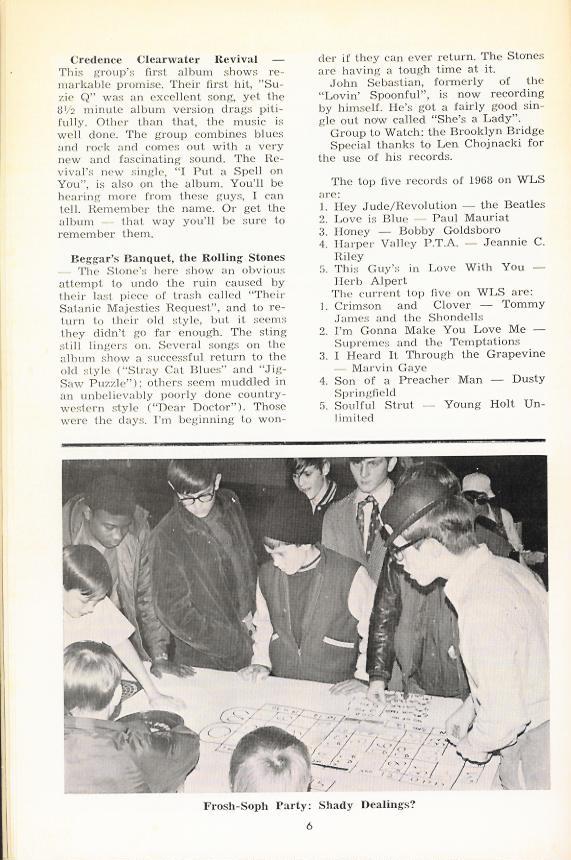 Credence Clearwater Revival —
This group's first album shows re-
markable promise. Their first hit, "Su-
zie Q" was an excellent song, yet the
8½ minute album version drags piti-
fully. Other than that, the music is
well done. The group combines blues
and rock and comes out with a very
new and fascinating sound. The Re-
vival's new single, "I Put a Spell on
You", is also on the album. You'll be
hearing more from these guys, I can
tell. Remember the name. Or get the
album — that way you'll be sure to
remember them.
Beggar's Banquet, the Rolling Stones
— The Stone's here show an obvious
attempt to undo the ruin caused by
their last piece of trash called "Their
Satanic Majesties Request", and to re-
turn to their old style, but it seems
they didn't go far enough. The sting
still lingers on. Several songs on the
album show a successful return to the
old style ("Stray Cat Blues" and "Jig-
Saw Puzzle"); others seem muddled in
an unbelievably poorly done country-
western style ("Dear Doctor"). Those
were the days. I'm beginning to won-
der if they can ever return. The Stones
are having a tough time at it.
John Sebastian, formerly of the
"Lovin' Spoonful", is now recording
by himself. He's got a fairly good sin-
gle out now called "She's a Lady".
Group to Watch: the Brooklyn Bridge
Special thanks to Len Chojnacki for
the use of his records.
The top five records of 1968 on WLS
are:
1. Hey Jude/Revolution — the Beatles
2. Love is Blue — Paul Mauriat
3. Honey — Bobby Goldsboro
4. Harper Valley P.T.A. — Jeannie C.
Riley
5. This Guy's in Love With You —
Herb Alpert
The current top five on WLS are:
1. Crimson and Clover — Tommy
James and the Shondells
2. I'm Gonna Make You Love Me —
Supremes and the Temptations
3. I Heard It Through the Grapevine
— Marvin Gaye
4. Son of a Preacher Man — Dusty
Springfield
5. Soulful Strut — Young Holt Un-
limited
Frosh-Soph Party: Shady Dealings?
6